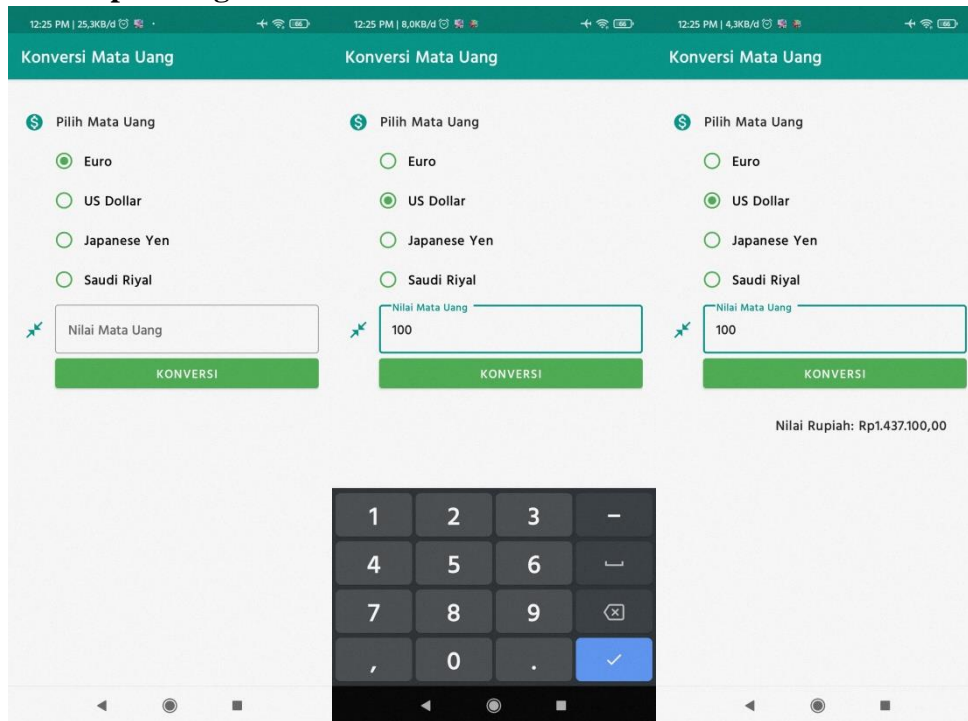 12:25 PM | 25,3KB/d
66
Konversi Mata Uang
Pilih Mata Uang
Euro
US Dollar
Japanese Yen
Saudi Riyal
Nilai Mata Uang
KONVERSI
12:25 PM | 8,0KB/d
66
Konversi Mata Uang
Pilih Mata Uang
Euro
US Dollar
Japanese Yen
Saudi Riyal
Nilai Mata Uang
100
KONVERSI
1 2 3 –
4 5 6
7 8 9
, 0 .
12:25 PM | 4,3KB/d
66
Konversi Mata Uang
Pilih Mata Uang
Euro
US Dollar
Japanese Yen
Saudi Riyal
Nilai Mata Uang
100
KONVERSI
Nilai Rupiah: Rp1.437.100,00